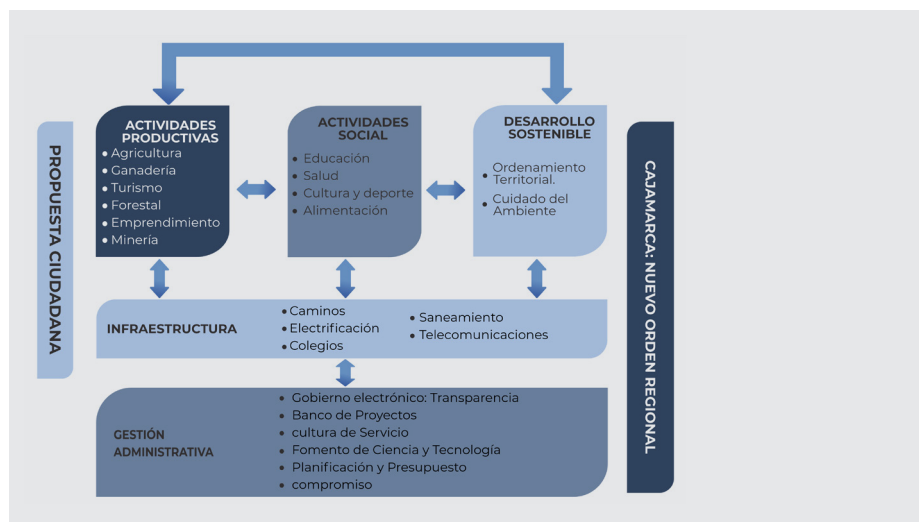 PROPUESTA CIUDADANA
ACTIVIDADES
PRODUCTIVAS
• Agricultura
• Ganadería
• Turismo
• Forestal
• Emprendimiento
• Minería
ACTIVIDADES
SOCIAL
• Educación
• Salud
• Cultura y deporte
• Alimentación
DESARROLLO
SOSTENIBLE
• Ordenamiento
Territorial.
• Cuidado del
Ambiente
INFRAESTRUCTURA
• Caminos
• Electrificación
• Colegios
• Saneamiento
• Telecomunicaciones
GESTIÓN
ADMINISTRATIVA
• Gobierno electrónico: Transparencia
• Banco de Proyectos
• cultura de Servicio
• Fomento de Ciencia y Tecnología
• Planificación y Presupuesto
• compromiso
CAJAMARCA: NUEVO ORDEN REGIONAL